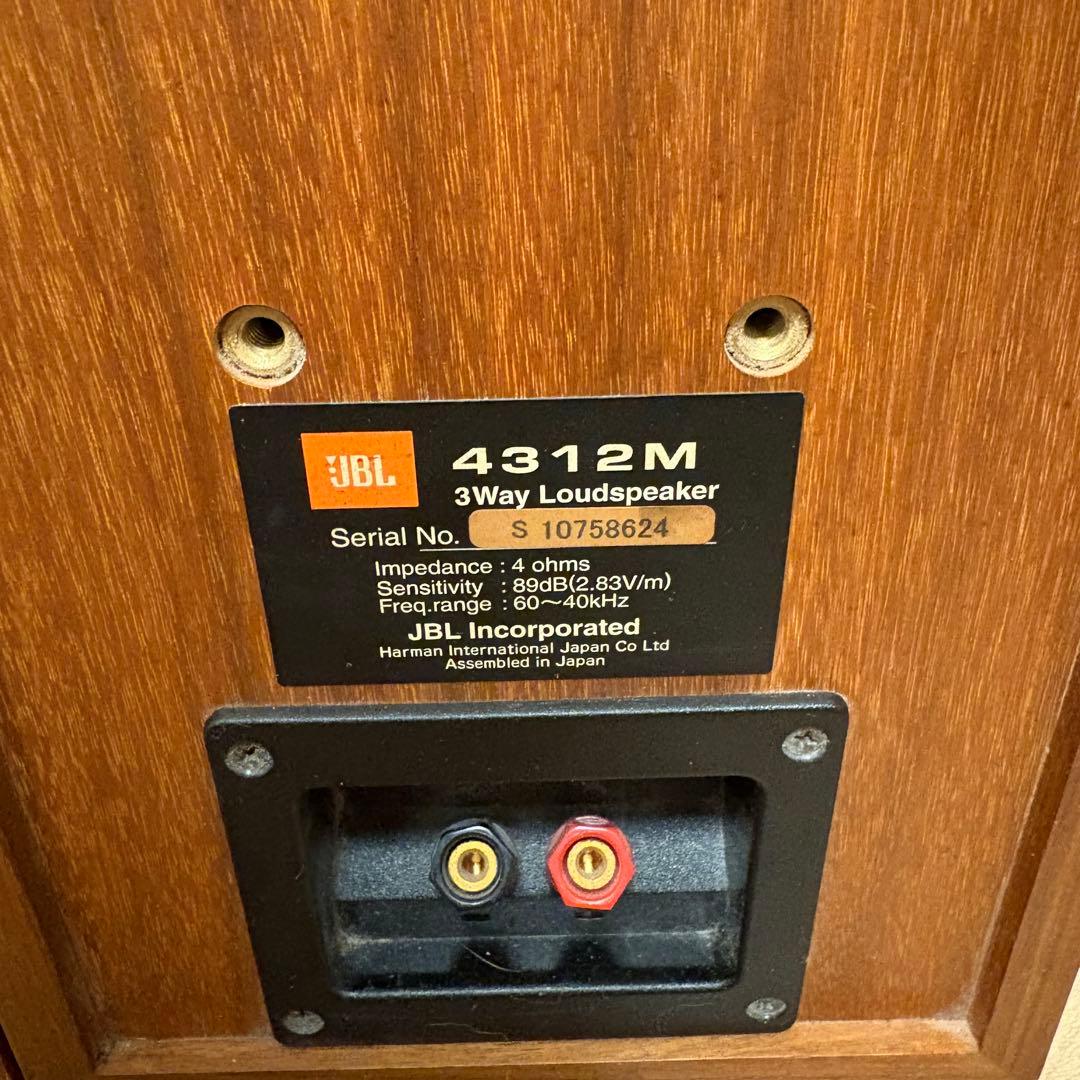 JBL
4312M
3Way Loudspeaker
Serial No. S 10758624
Impedance : 4 ohms
Sensitivity : 89dB(2.83V/m)
Freq.range : 60～40kHz
JBL Incorporated
Harman International Japan Co Ltd
Assembled in Japan